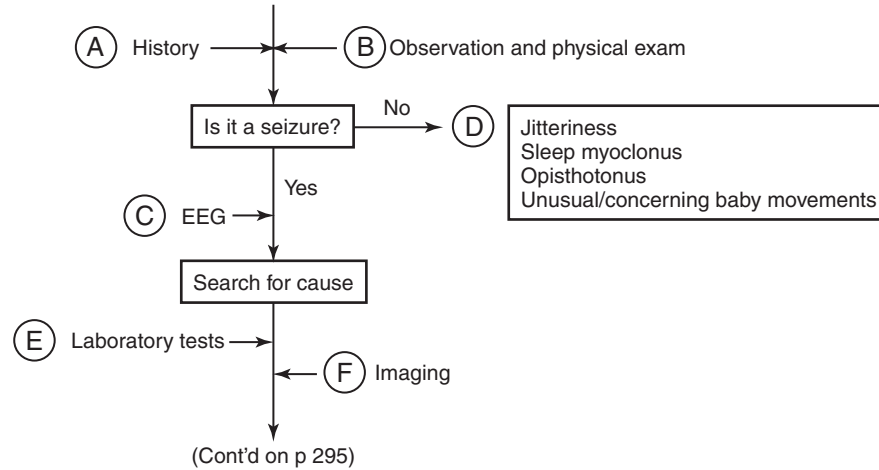 A History
B Observation and physical exam
Is it a seizure?
No
D
Jitteriness
Sleep myoclonus
Opisthotonus
Unusual/concerning baby movements
Yes
C EEG
Search for cause
E Laboratory tests
F Imaging
(Cont'd on p 295)